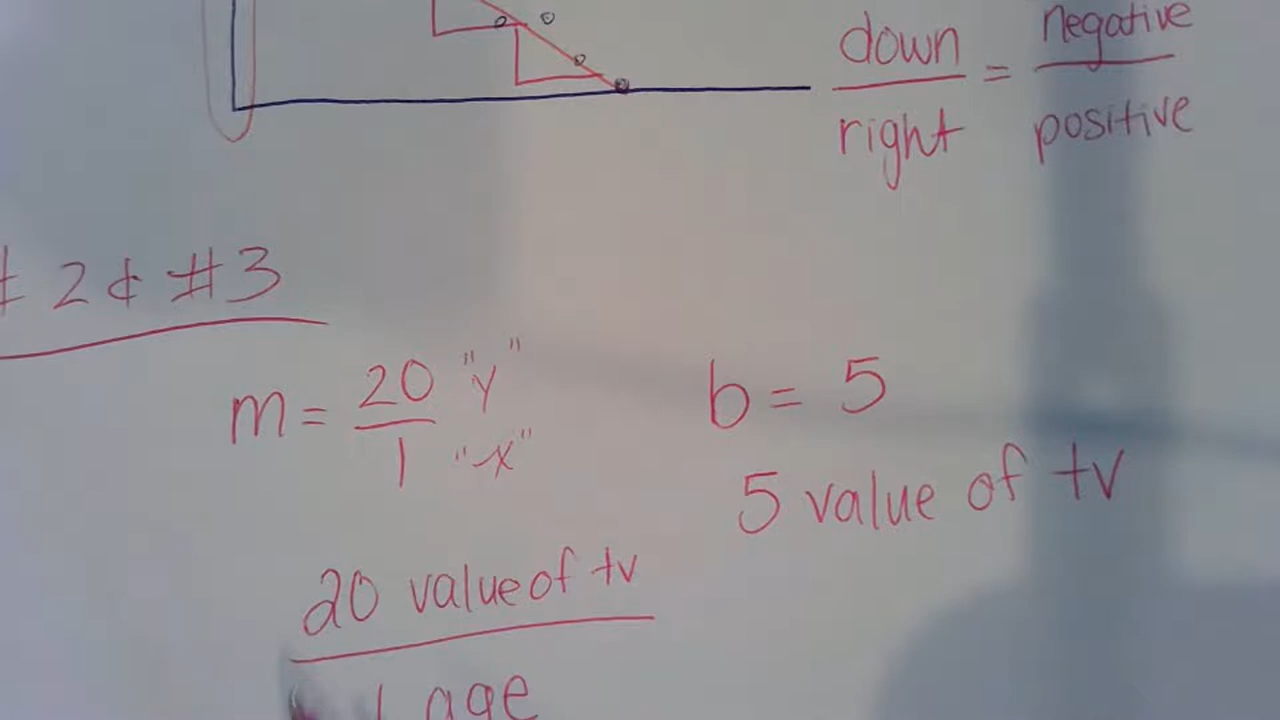 down = negative
right positive
# 2 ¢ #3
m = 20 "y" b = 5
1 "x"
5 value of tv
20 value of tv
1 age